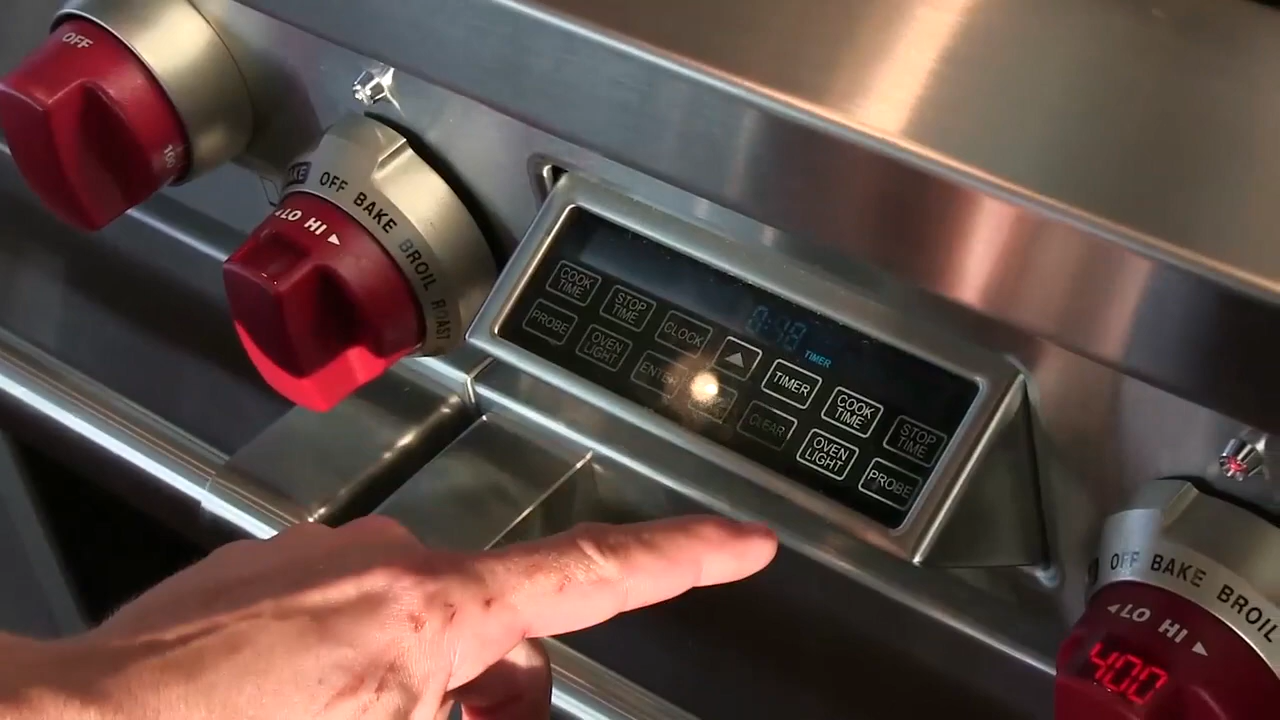 OFF
100
OFF BAKE BROIL ROAST
LO HI
COOK
TIME
STOP
TIME
CLOCK
PROBE
OVEN
LIGHT
ENTER
TIMER
TIMER
COOK
TIME
STOP
TIME
CLEAR
OVEN
LIGHT
PROBE
OFF BAKE BROIL
LO HI
400